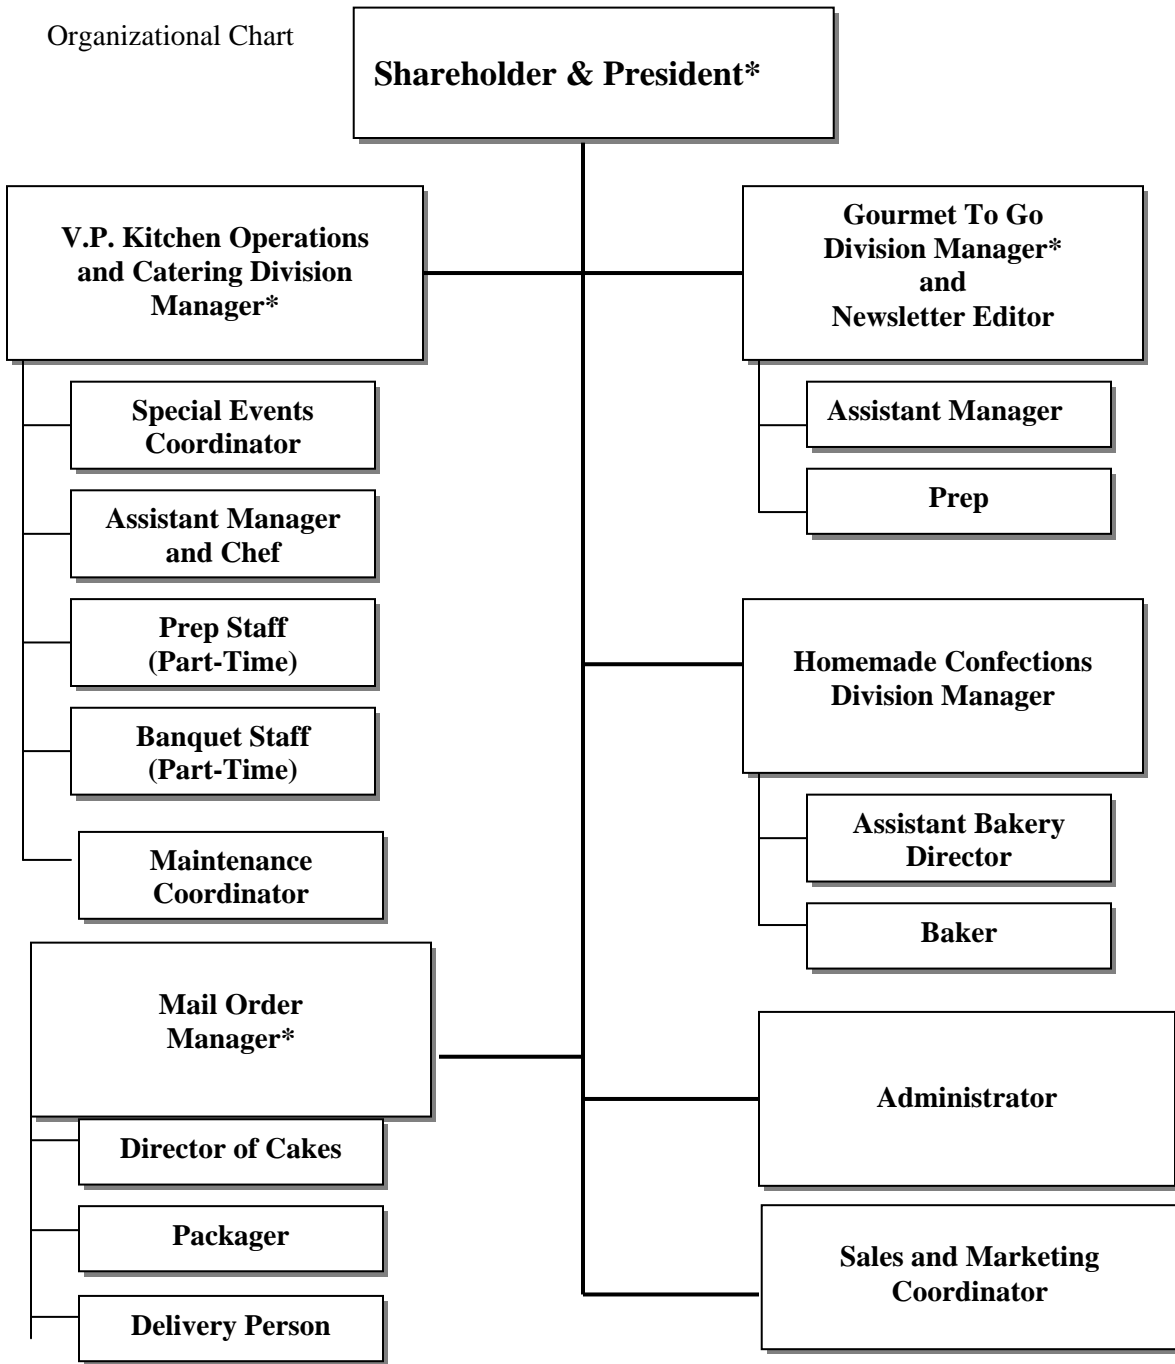 Organizational Chart
Shareholder & President*
V.P. Kitchen Operations
and Catering Division
Manager*
Special Events
Coordinator
Assistant Manager
and Chef
Prep Staff
(Part-Time)
Banquet Staff
(Part-Time)
Maintenance
Coordinator
Mail Order
Manager*
Director of Cakes
Packager
Delivery Person
Gourmet To Go
Division Manager*
and
Newsletter Editor
Assistant Manager
Prep
Homemade Confections
Division Manager
Assistant Bakery
Director
Baker
Administrator
Sales and Marketing
Coordinator